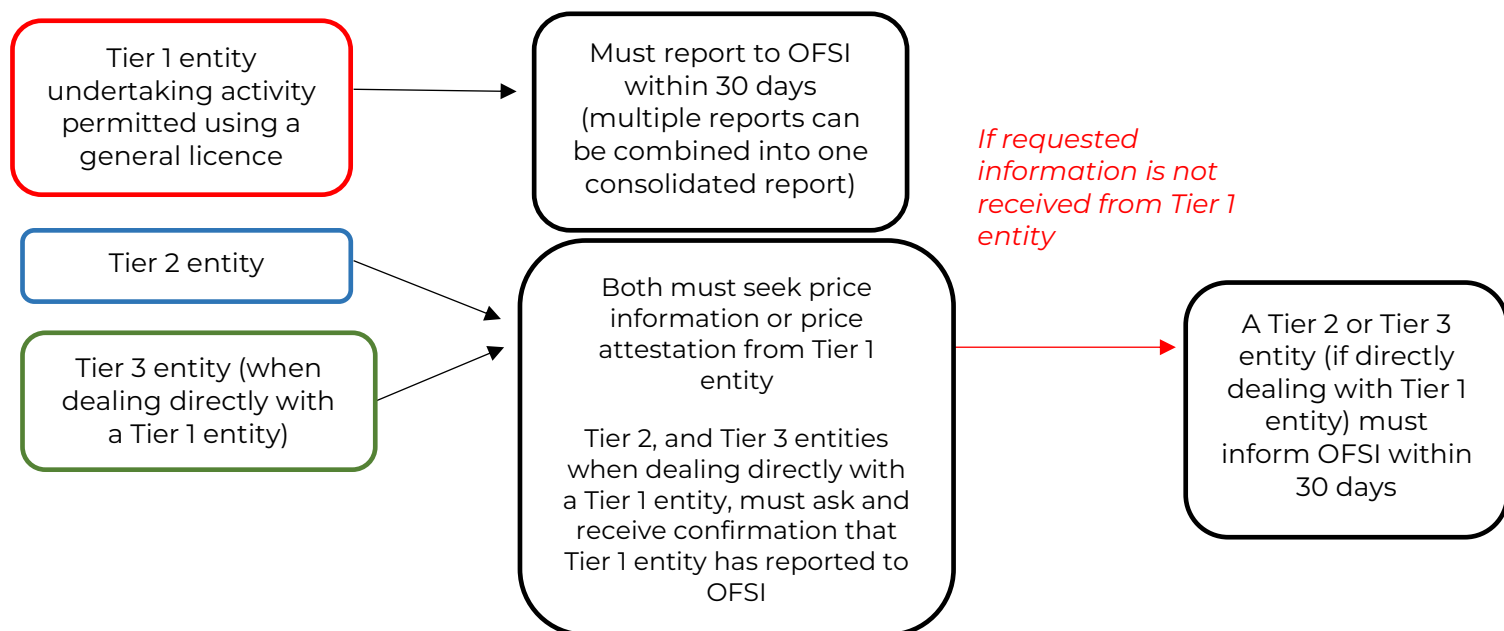 Tier 1 entity
undertaking activity
permitted using a
general licence
Must report to OFSI
within 30 days
(multiple reports can
be combined into one
consolidated report)
If requested
information is not
received from Tier 1
entity
Tier 2 entity
Tier 3 entity (when
dealing directly with
a Tier 1 entity)
Both must seek price
information or price
attestation from Tier 1
entity
Tier 2, and Tier 3 entities
when dealing directly with
a Tier 1 entity, must ask and
receive confirmation that
Tier 1 entity has reported to
OFSI
A Tier 2 or Tier 3
entity (if directly
dealing with Tier 1
entity) must
inform OFSI within
30 days